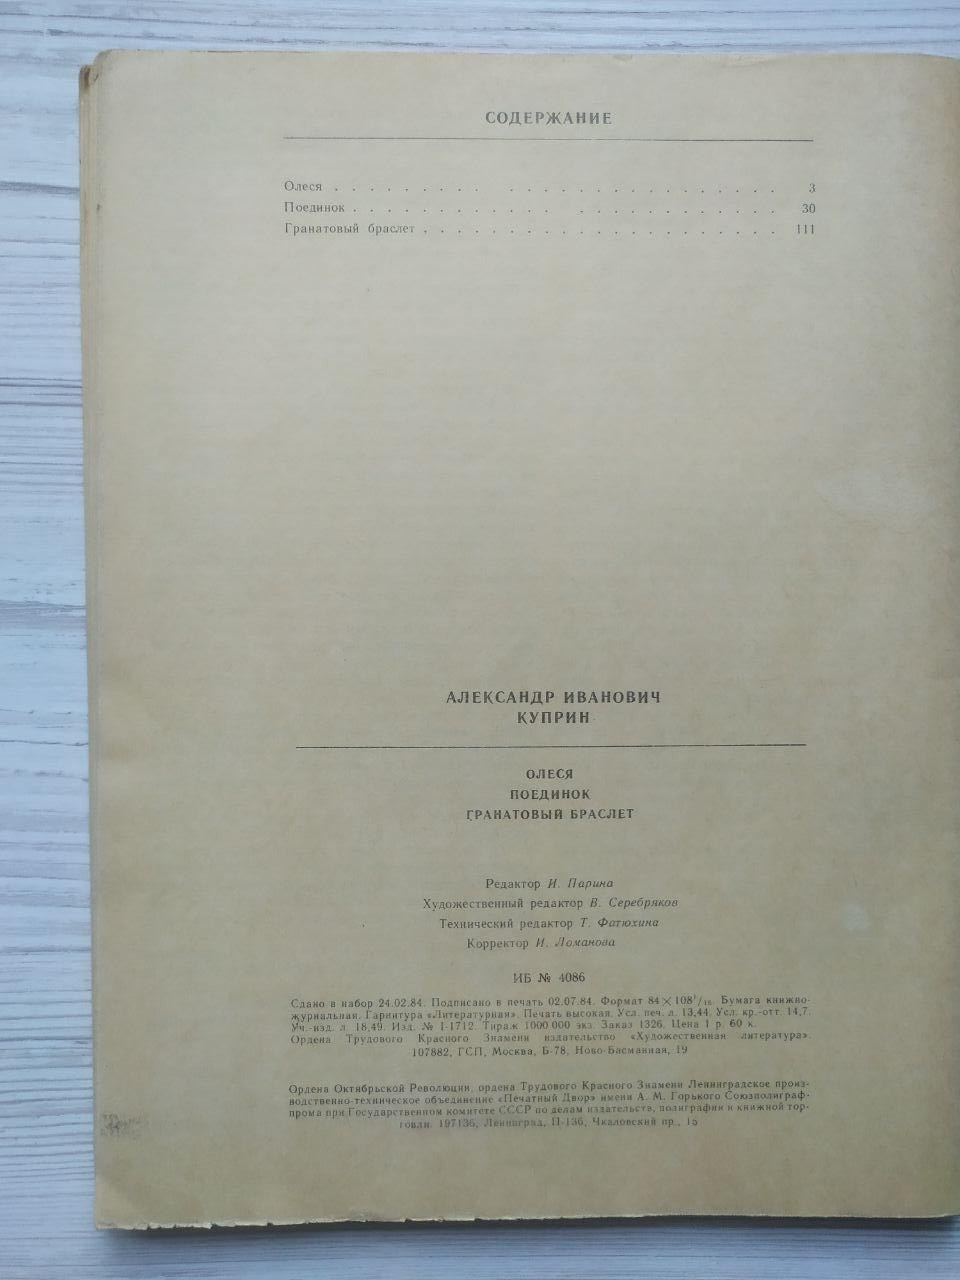 СОДЕРЖАНИЕ
Олеся . . . . . . . . . . . . . . . . . . . . . . . . . . . . 3
Поединок . . . . . . . . . . . . . . . . . . . . . . . . 30
Гранатовый браслет . . . . . . . . . . . . . . . . . . . . . . . . . 111
АЛЕКСАНДР ИВАНОВИЧ
КУПРИН
ОЛЕСЯ
ПОЕДИНОК
ГРАНАТОВЫЙ БРАСЛЕТ
Редактор И. Парина
Художественный редактор В. Серебряков
Технический редактор Т. Фатюхина
Корректор И. Ломанова
ИБ № 4086
Сдано в набор 24.02.84. Подписано в печать 02.07.84. Формат 84×108¹/₁₆. Бумага книжно-
журнальная. Гарнитура «Литературная». Печать высокая. Усл. печ. л. 13,44. Усл. кр.-отт. 14,7.
Уч.-изд. л. 18,49. Изд. № I-1712. Тираж 1000 000 экз. Заказ 1326. Цена 1 р. 60 к.
Ордена Трудового Красного Знамени издательство «Художественная литература».
107882, ГСП, Москва, Б-78, Ново-Басманная, 19
Ордена Октябрьской Революции, ордена Трудового Красного Знамени Ленинградское произ-
водственно-техническое объединение «Печатный Двор» имени А. М. Горького Союзполиграф-
прома при Государственном комитете СССР по делам издательств, полиграфии и книжной тор-
говли. 197136, Ленинград, П-136, Чкаловский пр., 15